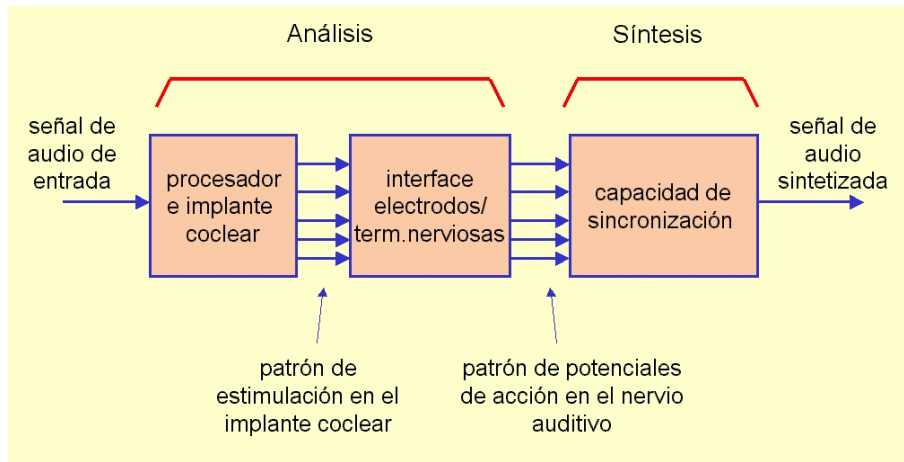 Análisis
Síntesis
señal de
audio de
entrada
procesador
e implante
coclear
interface
electrodos/
term.nerviosas
capacidad de
sincronización
señal de
audio
sintetizada
patrón de
estimulación en el
implante coclear
patrón de potenciales
de acción en el nervio
auditivo